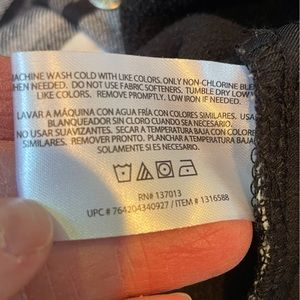 MACHINE WASH COLD WITH LIKE COLORS. ONLY NON-CHLORINE BLE
WHEN NEEDED. DO NOT USE FABRIC SOFTENERS. TUMBLE DRY LOW
LIKE COLORS. REMOVE PROMPTLY. LOW IRON IF NEEDED.
LAVAR A MÁQUINA CON AGUA FRÍA CON COLORES SIMILARES. USA
BLANQUEADOR SIN CLORO CUANDO SEA NECESARIO.
NO USAR SUAVIZANTES. SECAR A TEMPERATURA BAJA CON COLORE
SIMILARES. REMOVER PRONTO. PLANCHAR A TEMPERATURA BAJA
SOLAMENTE SI ES NECESARIO.
RN# 137013
UPC # 764204340927 / ITEM # 1316588